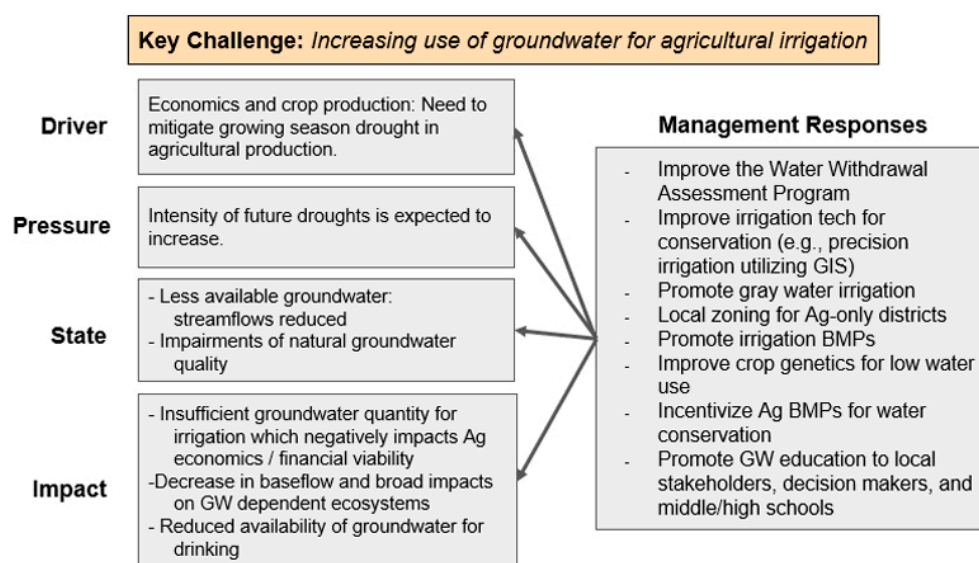 Key Challenge: Increasing use of groundwater for agricultural irrigation
Driver
Economics and crop production: Need to
mitigate growing season drought in
agricultural production.
Pressure
Intensity of future droughts is expected to
increase.
State
- Less available groundwater:
streamflows reduced
- Impairments of natural groundwater
quality
Impact
- Insufficient groundwater quantity for
irrigation which negatively impacts Ag
economics / financial viability
-Decrease in baseflow and broad impacts
on GW dependent ecosystems
- Reduced availability of groundwater for
drinking
Management Responses
- Improve the Water Withdrawal
Assessment Program
- Improve irrigation tech for
conservation (e.g., precision
irrigation utilizing GIS)
- Promote gray water irrigation
- Local zoning for Ag-only districts
- Promote irrigation BMPs
- Improve crop genetics for low water
use
- Incentivize Ag BMPs for water
conservation
- Promote GW education to local
stakeholders, decision makers, and
middle/high schools